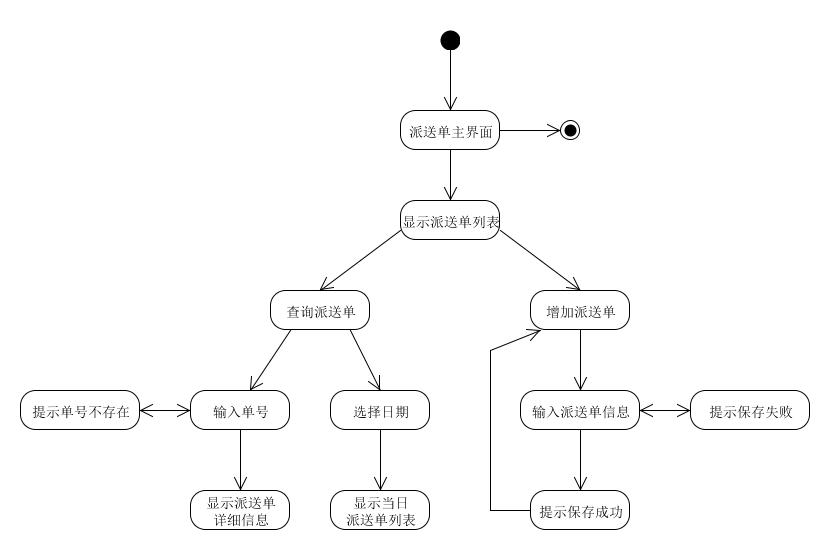 派送单主界面
显示派送单列表
查询派送单
增加派送单
提示单号不存在
输入单号
选择日期
输入派送单信息
提示保存失败
显示派送单
详细信息
显示当日
派送单列表
提示保存成功